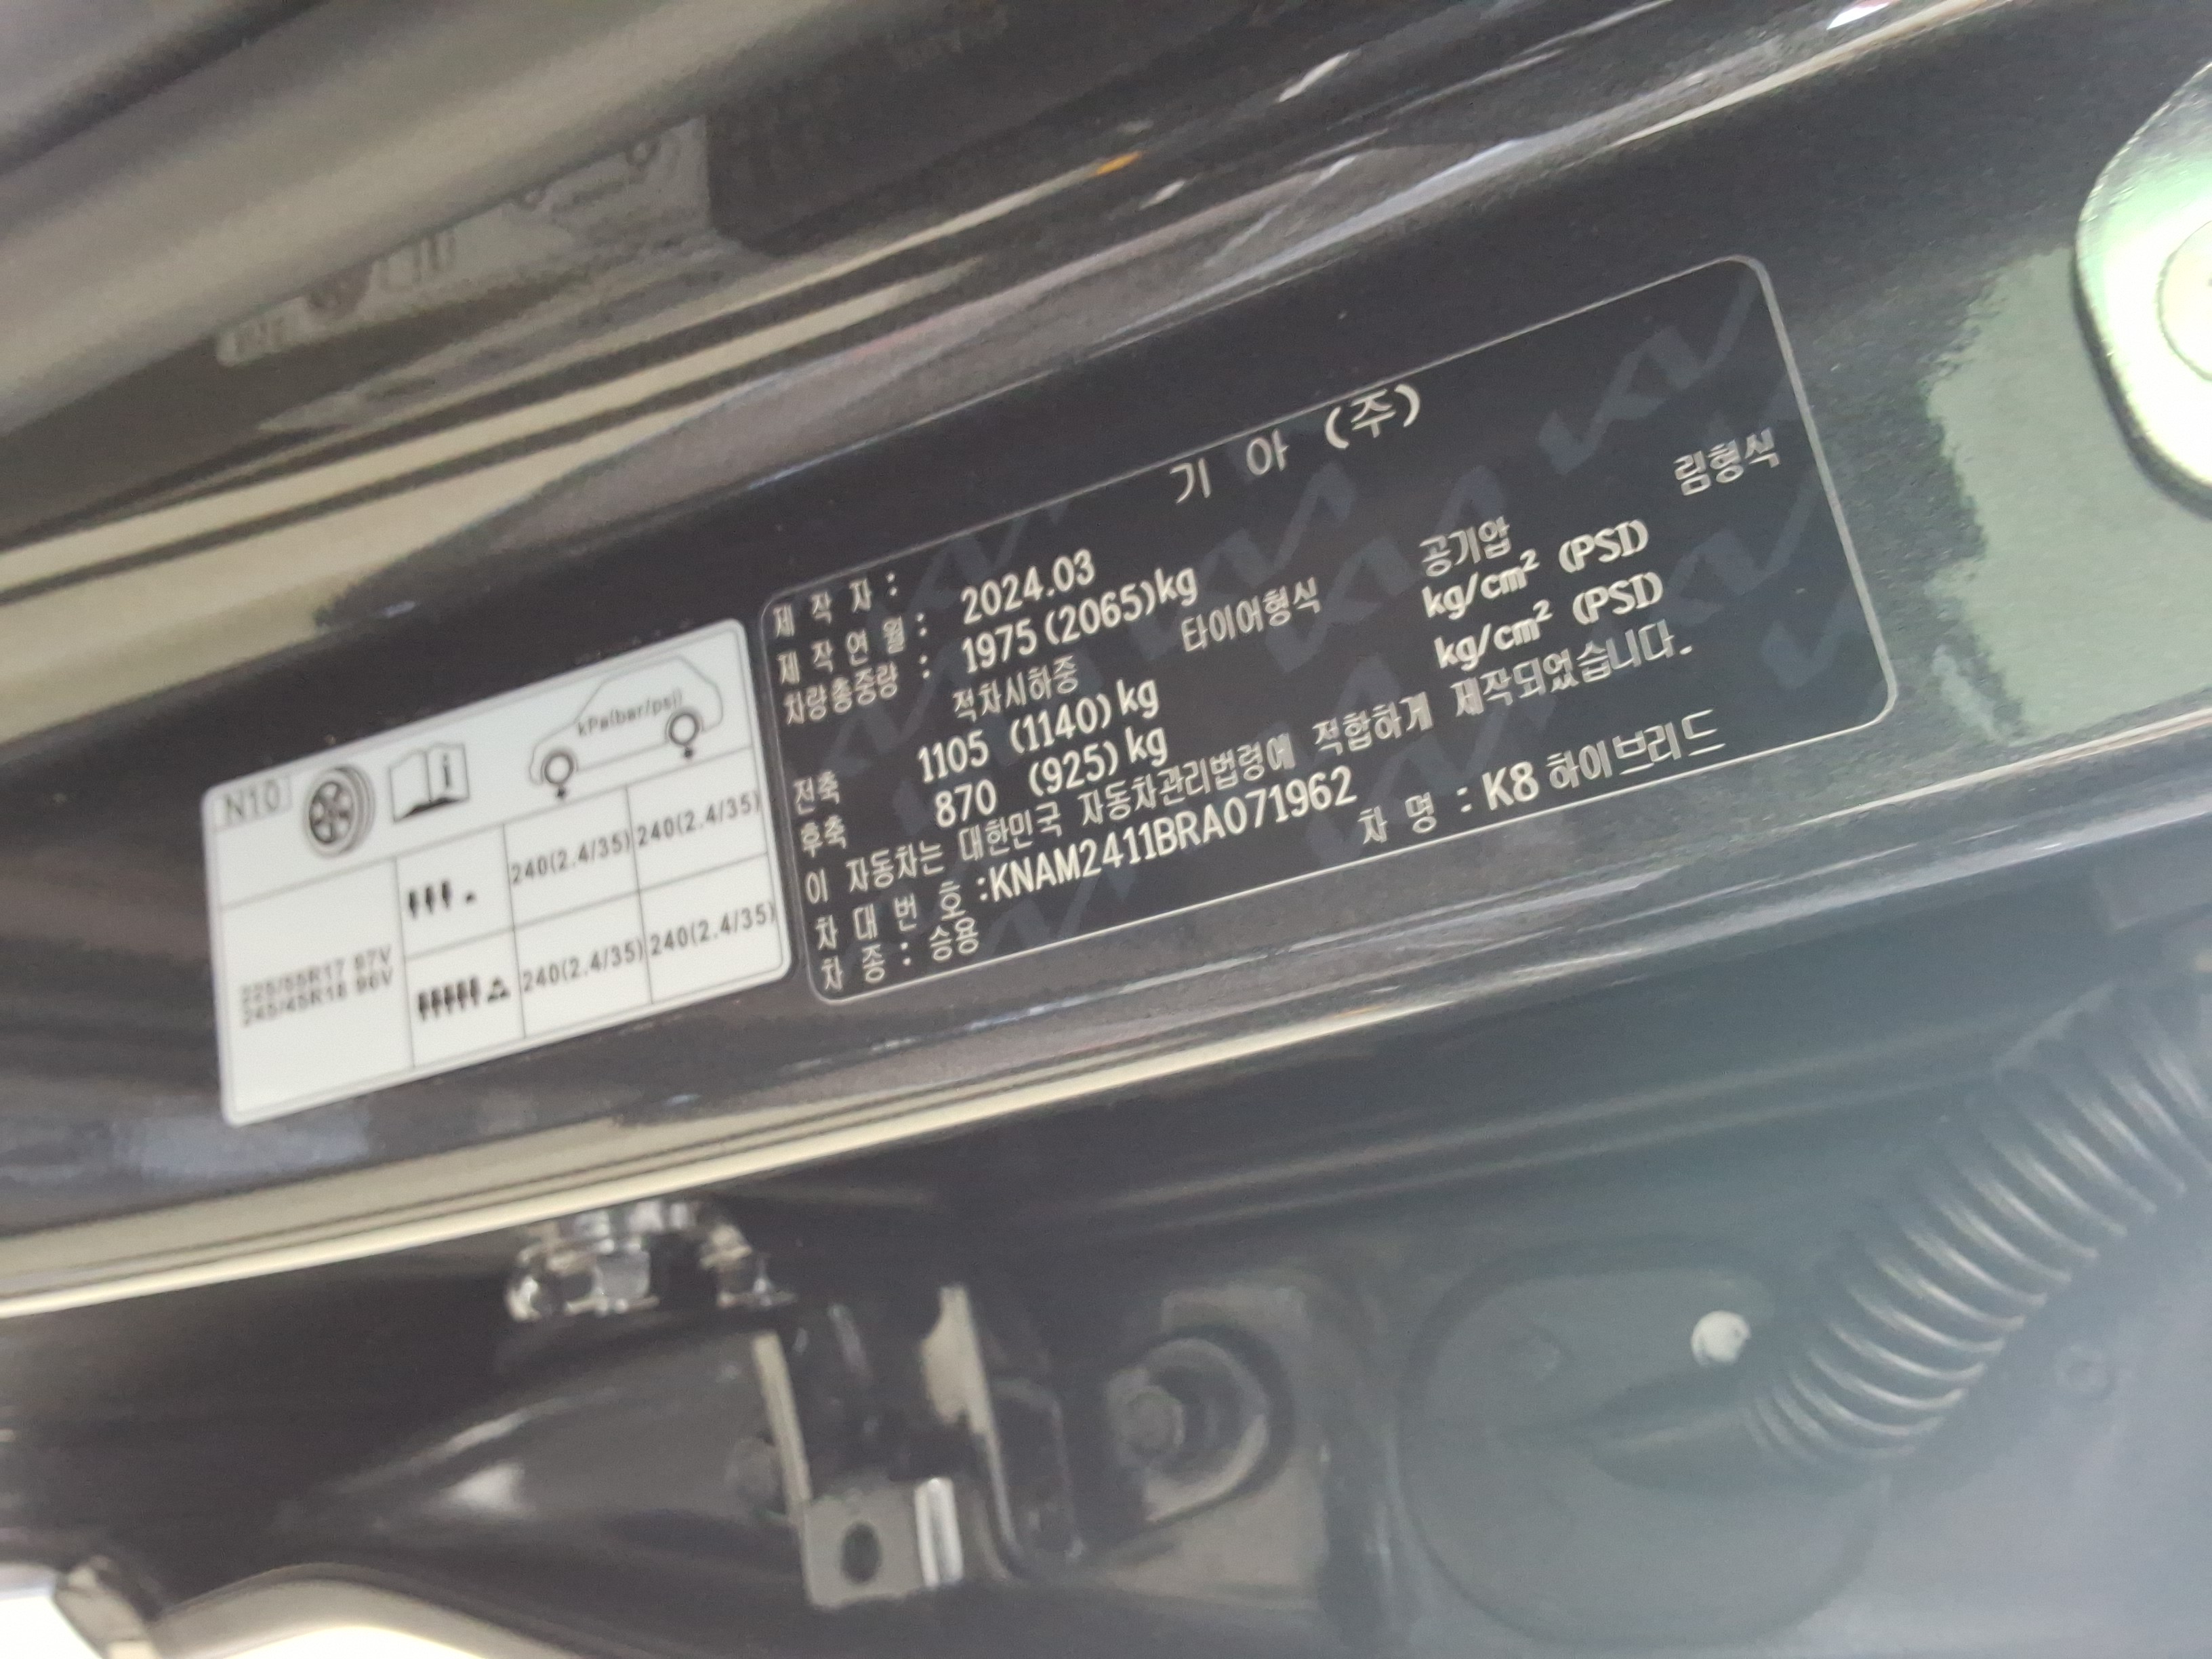 N10
kPa(bar/psi)
225/55R17 97V
245/45R18 96V
240(2.4/35) 240(2.4/35)
240(2.4/35) 240(2.4/35)
제 작 자 : 기 아 (주)
제 작 연 월 : 2024.03
차량총중량 : 1975 (2065)kg
적차시하중 타이어형식 공기압 림형식
전축 1105 (1140) kg kg/cm² (PSI)
후축 870 (925) kg kg/cm² (PSI)
이 자동차는 대한민국 자동차관리법령에 적합하게 제작되었습니다.
차 대 번 호 :KNAM2411BRA071962
차 종 : 승용 차 명 : K8 하이브리드